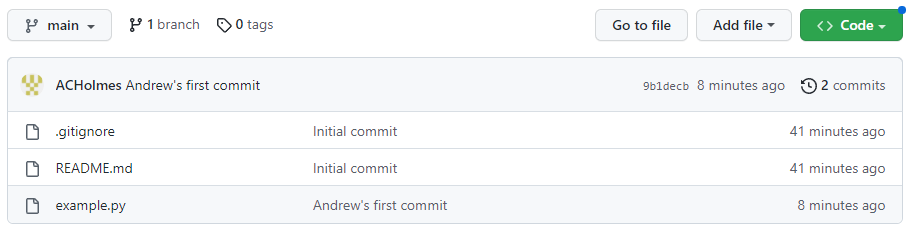 main 1 branch 0 tags Go to file Add file Code
ACHolmes Andrew's first commit 9b1decb 8 minutes ago 2 commits
.gitignore Initial commit 41 minutes ago
README.md Initial commit 41 minutes ago
example.py Andrew's first commit 8 minutes ago